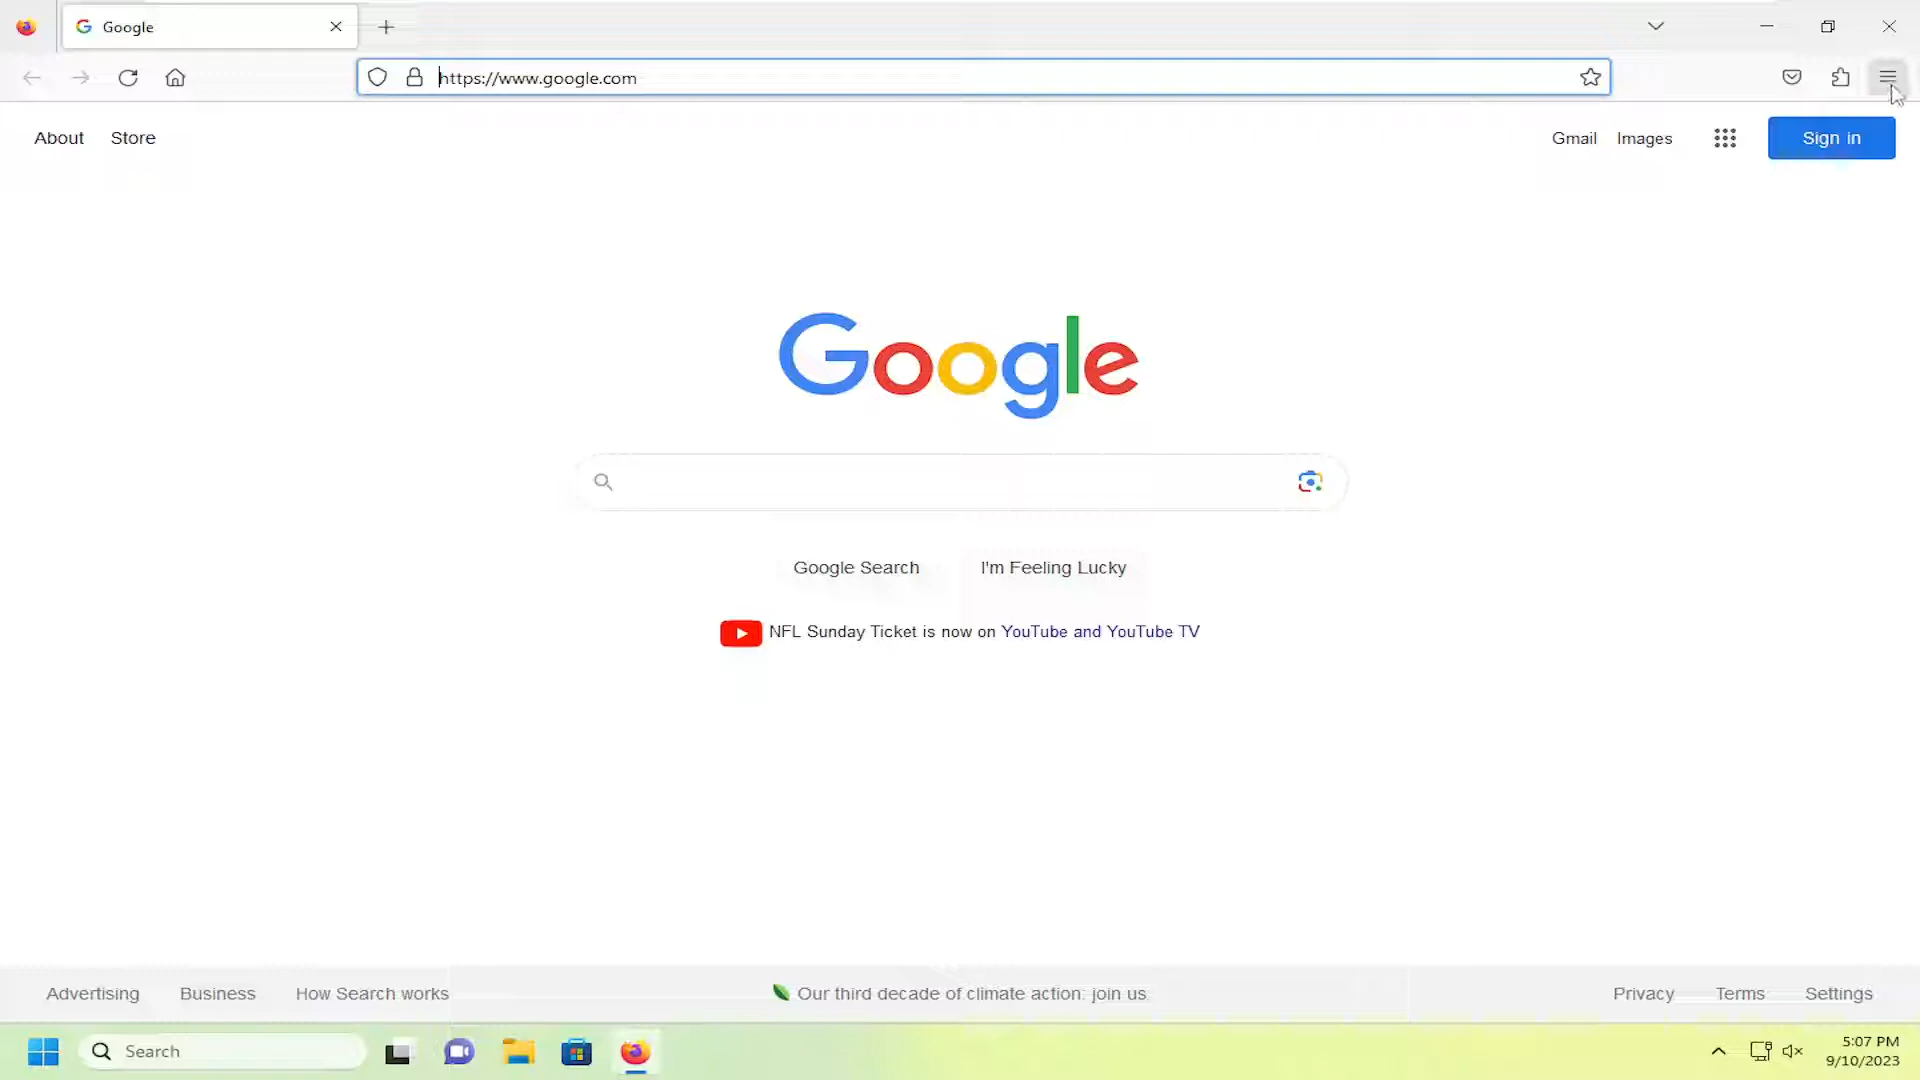 Google
https://www.google.com
About
Store
Gmail
Images
Sign in
Google
Google Search
I'm Feeling Lucky
NFL Sunday Ticket is now on YouTube and YouTube TV
Advertising
Business
How Search works
Our third decade of climate action: join us
Privacy
Terms
Settings
Search
5:07 PM
9/10/2023